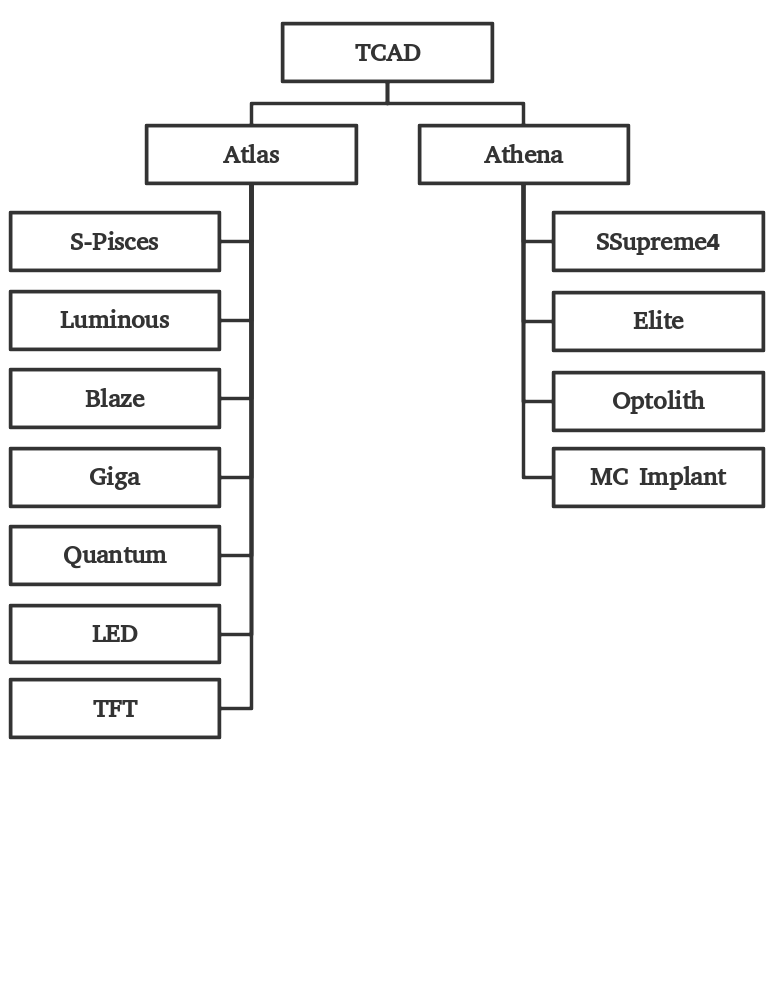 TCAD
Atlas
Athena
S-Pisces
Luminous
Blaze
Giga
Quantum
LED
TFT
SSupreme4
Elite
Optolith
MC Implant